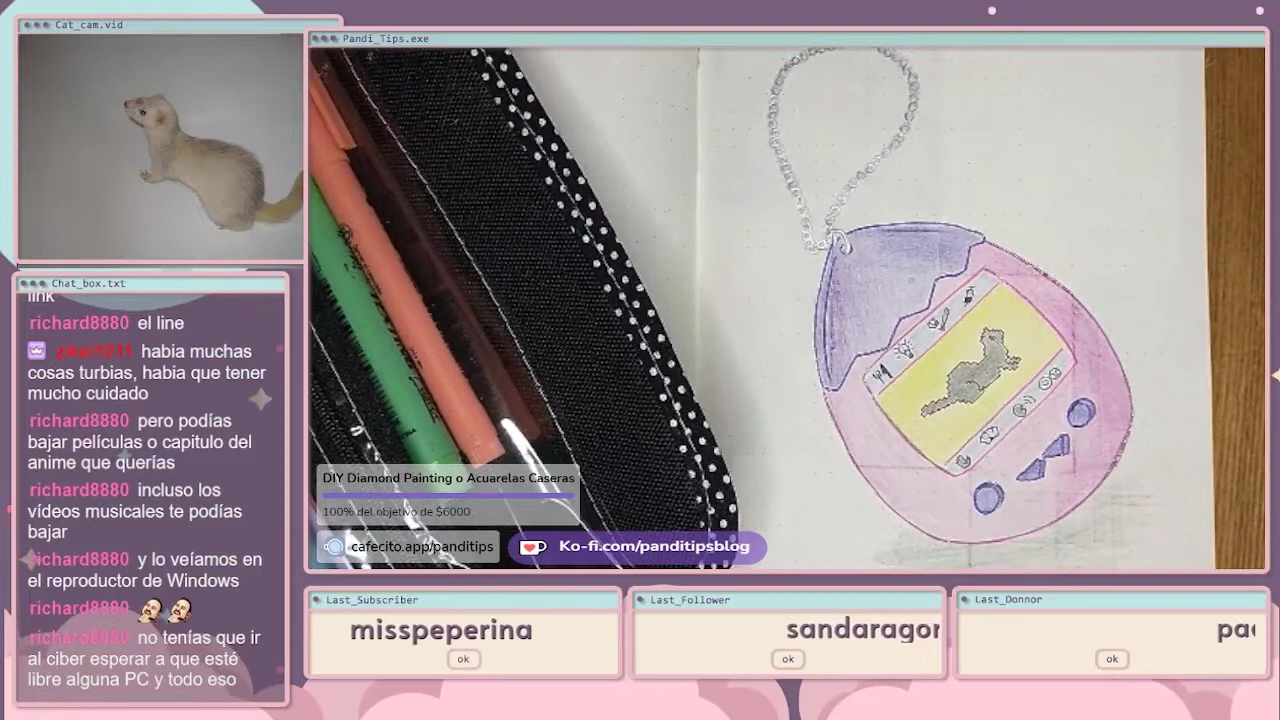 Cat_cam.vid
Pandi_Tips.exe
Chat_box.txt
link
richard8880 el line
zikel1011 habia muchas
cosas turbias, habia que tener
mucho cuidado
richard8880 pero podías
bajar películas o capitulo del
anime que querías
richard8880 incluso los
vídeos musicales te podías
bajar
richard8880 y lo veíamos en
el reproductor de Windows
richard8880
richard8880 no tenías que ir
al ciber esperar a que esté
libre alguna PC y todo eso
DIY Diamond Painting o Acuarelas Caseras
100% del objetivo de $6000
cafecito.app/panditips
Ko-fi.com/panditipsblog
Last_Subscriber
misspeperina
ok
Last_Follower
sandaragor
ok
Last_Donnor
ok